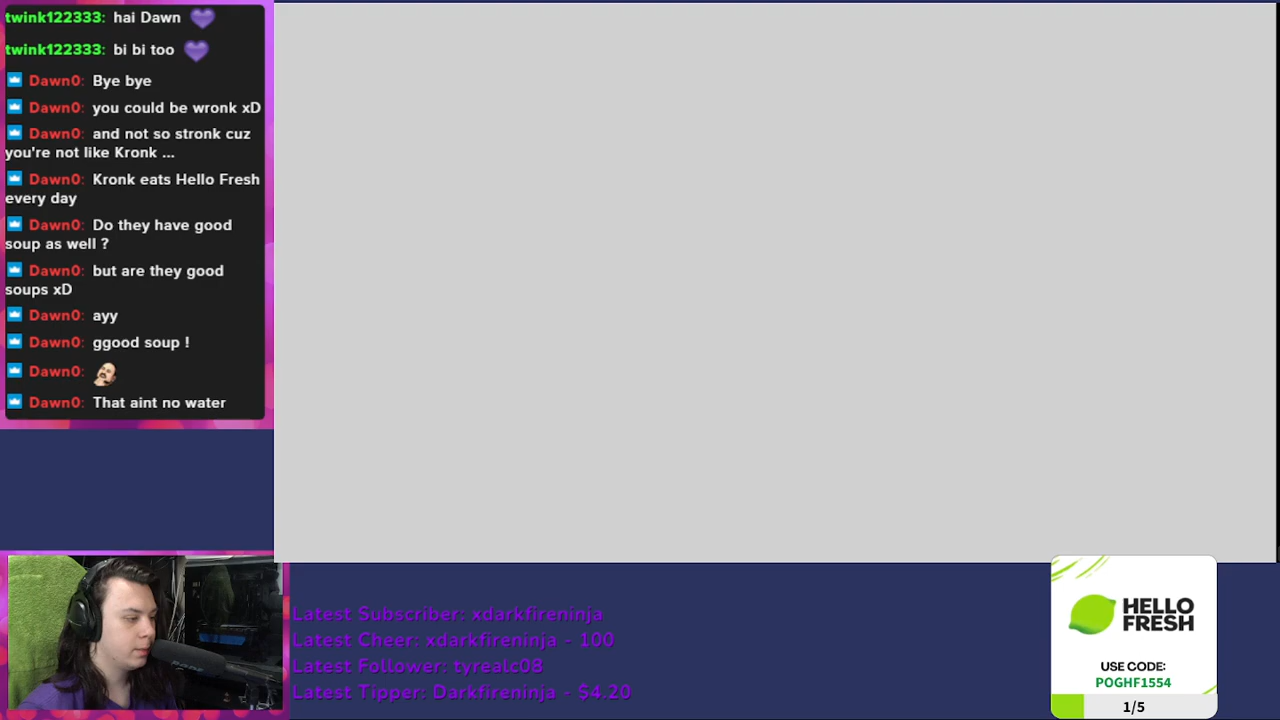 twink122333: hai Dawn
twink122333: bi bi too
Dawn0: Bye bye
Dawn0: you could be wronk xD
Dawn0: and not so stronk cuz
you're not like Kronk ...
Dawn0: Kronk eats Hello Fresh
every day
Dawn0: Do they have good
soup as well ?
Dawn0: but are they good
soups xD
Dawn0: ayy
Dawn0: ggood soup !
Dawn0:
Dawn0: That aint no water
Latest Subscriber: xdarkfireninja
Latest Cheer: xdarkfireninja - 100
Latest Follower: tyrealc08
Latest Tipper: Darkfireninja - $4.20
HELLO
FRESH
USE CODE:
POGHF1554
1/5